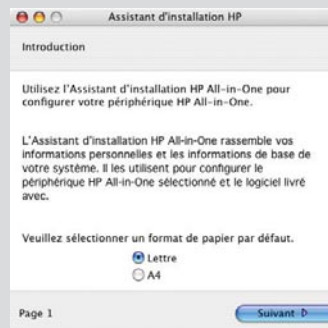 Assistant d'installation HP
Introduction
Utilisez l'Assistant d'installation HP All-in-One pour
configurer votre périphérique HP All-in-One.
L'Assistant d'installation HP All-in-One rassemble vos
informations personnelles et les informations de base de
votre système. Il les utilisent pour configurer le
périphérique HP All-in-One sélectionné et le logiciel livré
avec.
Veuillez sélectionner un format de papier par défaut.
Lettre
A4
Page 1
Suivant